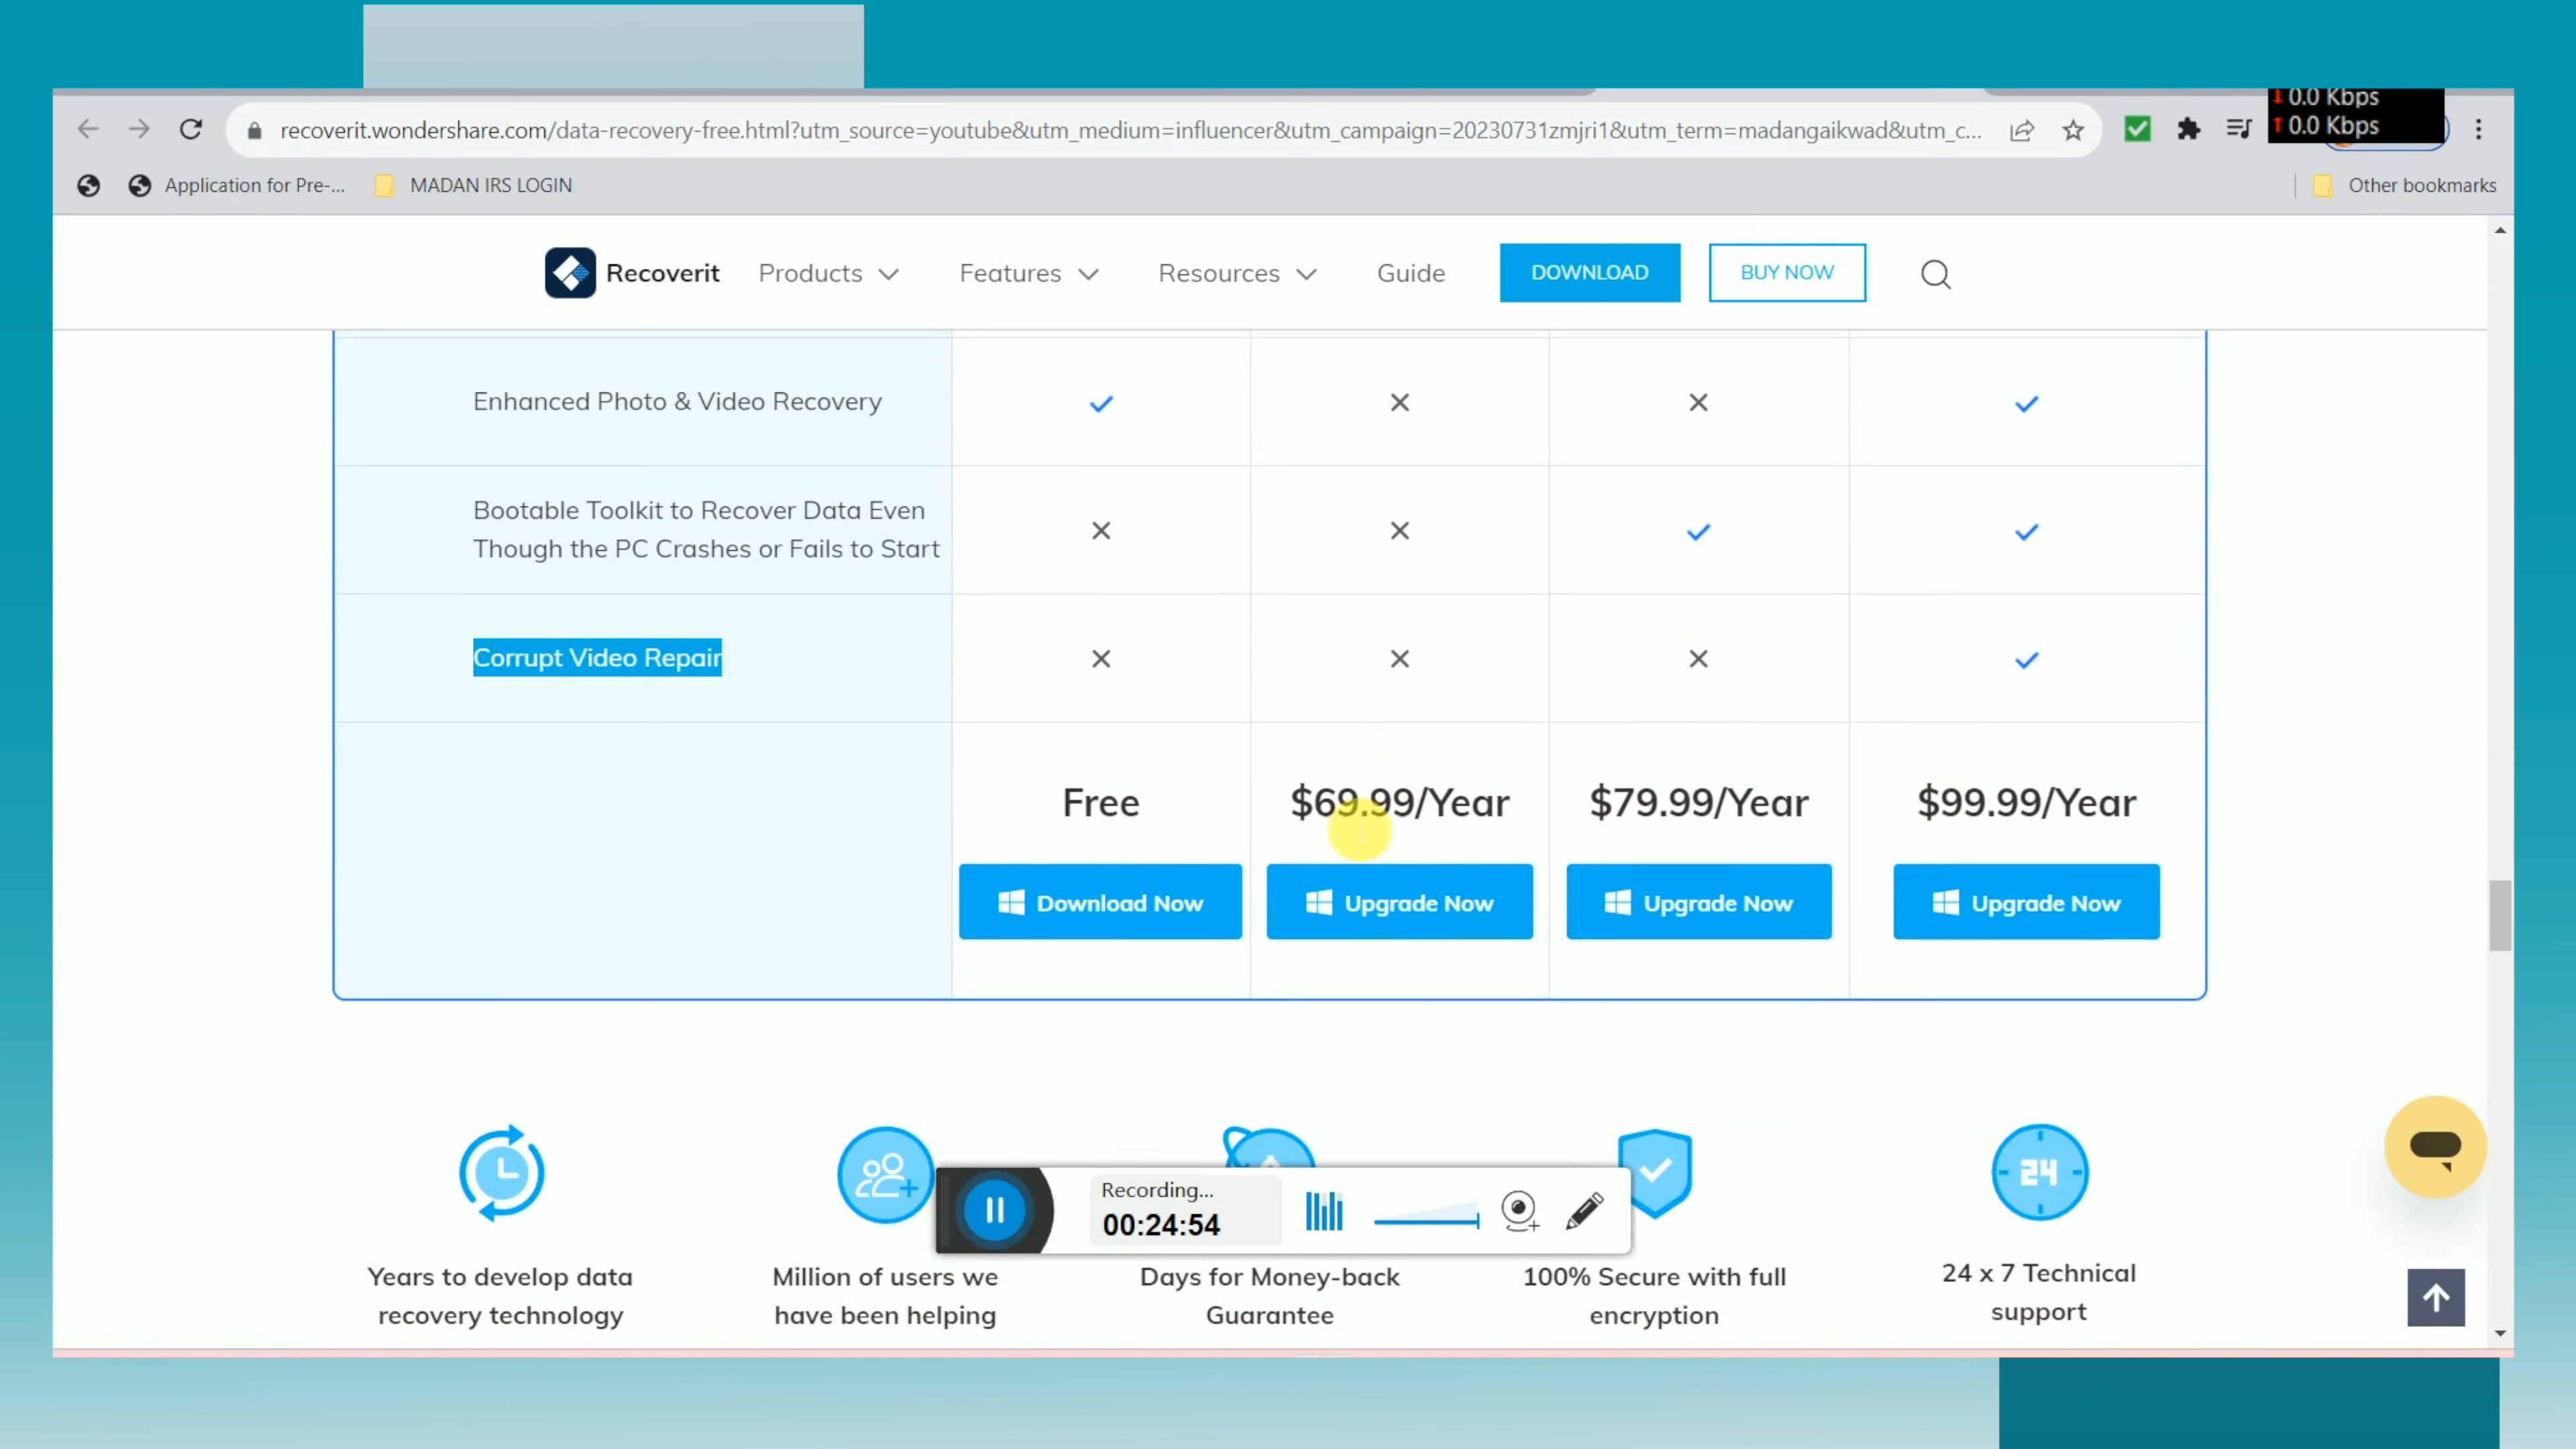 0.0 Kbps
0.0 Kbps
recoverit.wondershare.com/data-recovery-free.html?utm_source=youtube&utm_medium=influencer&utm_campaign=20230731zmjri1&utm_term=madangaikwad&utm_c...
Application for Pre-...
MADAN IRS LOGIN
Other bookmarks
Recoverit
Products
Features
Resources
Guide
DOWNLOAD
BUY NOW
Enhanced Photo & Video Recovery
Bootable Toolkit to Recover Data Even
Though the PC Crashes or Fails to Start
Corrupt Video Repair
Free
$69.99/Year
$79.99/Year
$99.99/Year
Download Now
Upgrade Now
Upgrade Now
Upgrade Now
24
Recording...
00:24:54
Years to develop data
recovery technology
Million of users we
have been helping
Days for Money-back
Guarantee
100% Secure with full
encryption
24 x 7 Technical
support